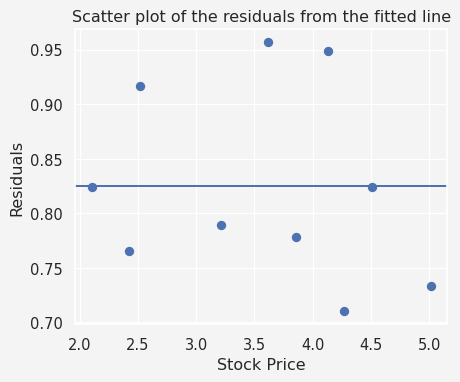 Scatter plot of the residuals from the fitted line
0.95
0.90
0.85
0.80
0.75
0.70
Residuals
2.0 2.5 3.0 3.5 4.0 4.5 5.0
Stock Price